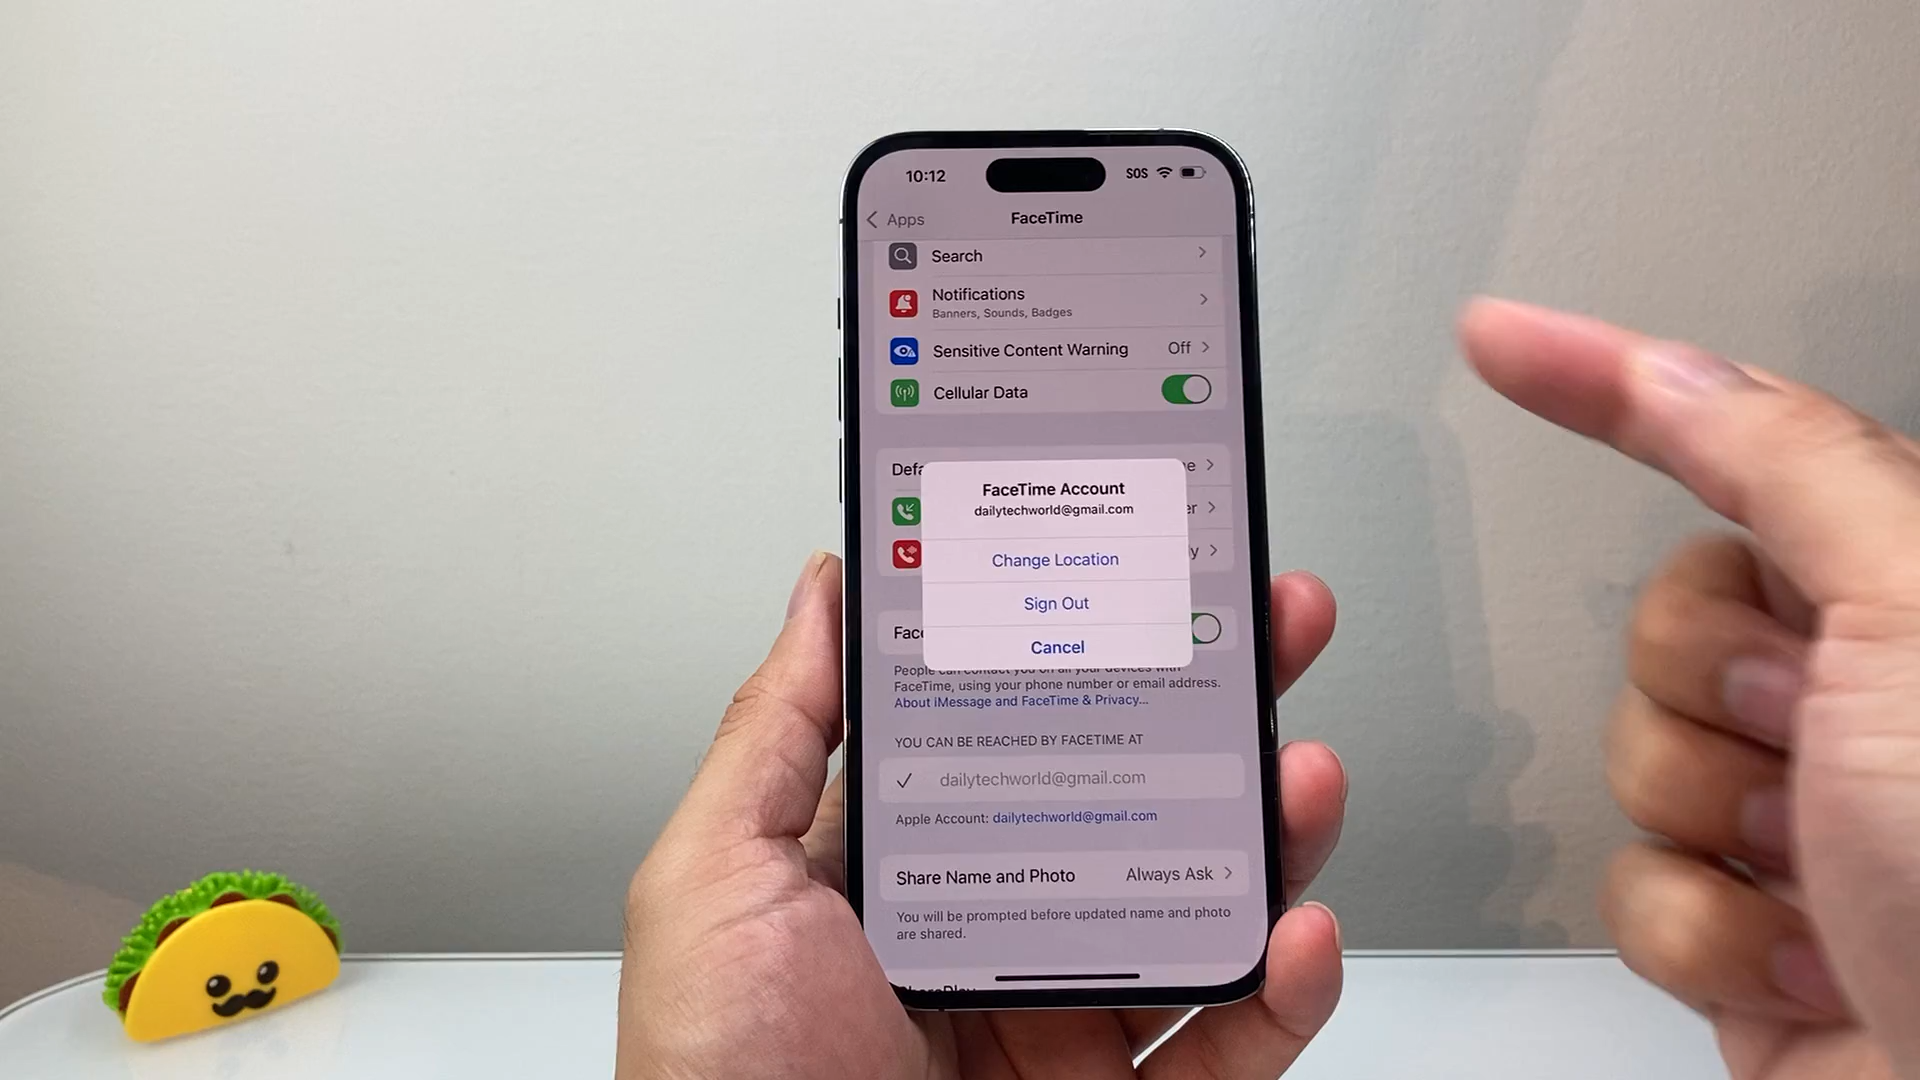 10:12
SOS
Apps
FaceTime
Search
Notifications
Banners, Sounds, Badges
Sensitive Content Warning Off
Cellular Data
FaceTime Account
dailytechworld@gmail.com
Change Location
Sign Out
Cancel
People can contact you on all your devices with
FaceTime, using your phone number or email address.
About iMessage and FaceTime & Privacy...
YOU CAN BE REACHED BY FACETIME AT
dailytechworld@gmail.com
Apple Account: dailytechworld@gmail.com
Share Name and Photo Always Ask
You will be prompted before updated name and photo
are shared.
SharePlay